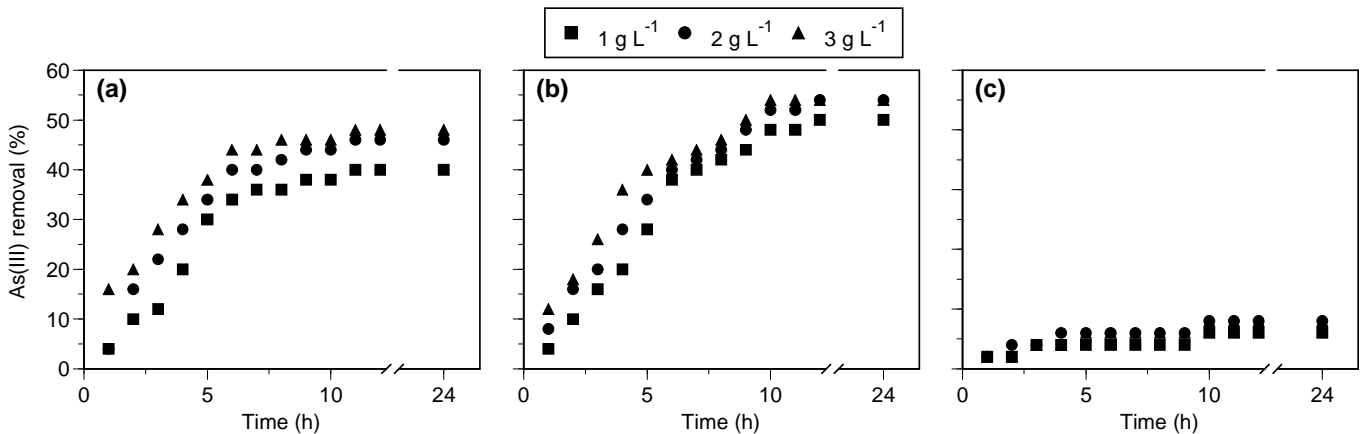 1 g L⁻¹ 2 g L⁻¹ 3 g L⁻¹
(a) (b) (c)
As(III) removal (%)
60
50
40
30
20
10
0
0 5 10 24
Time (h)
0 5 10 24
Time (h)
0 5 10 24
Time (h)